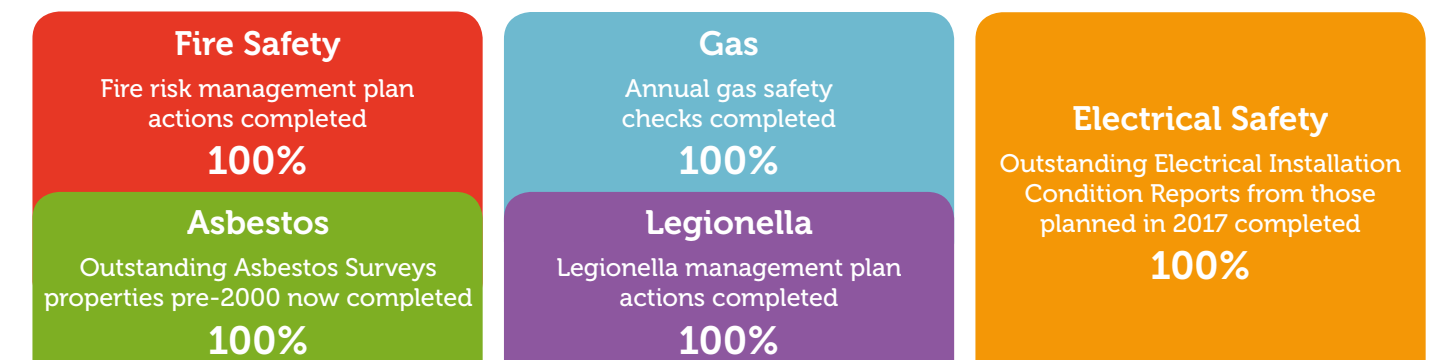 Fire Safety
Fire risk management plan
actions completed
100%
Asbestos
Outstanding Asbestos Surveys
properties pre-2000 now completed
100%
Gas
Annual gas safety
checks completed
100%
Legionella
Legionella management plan
actions completed
100%
Electrical Safety
Outstanding Electrical Installation
Condition Reports from those
planned in 2017 completed
100%